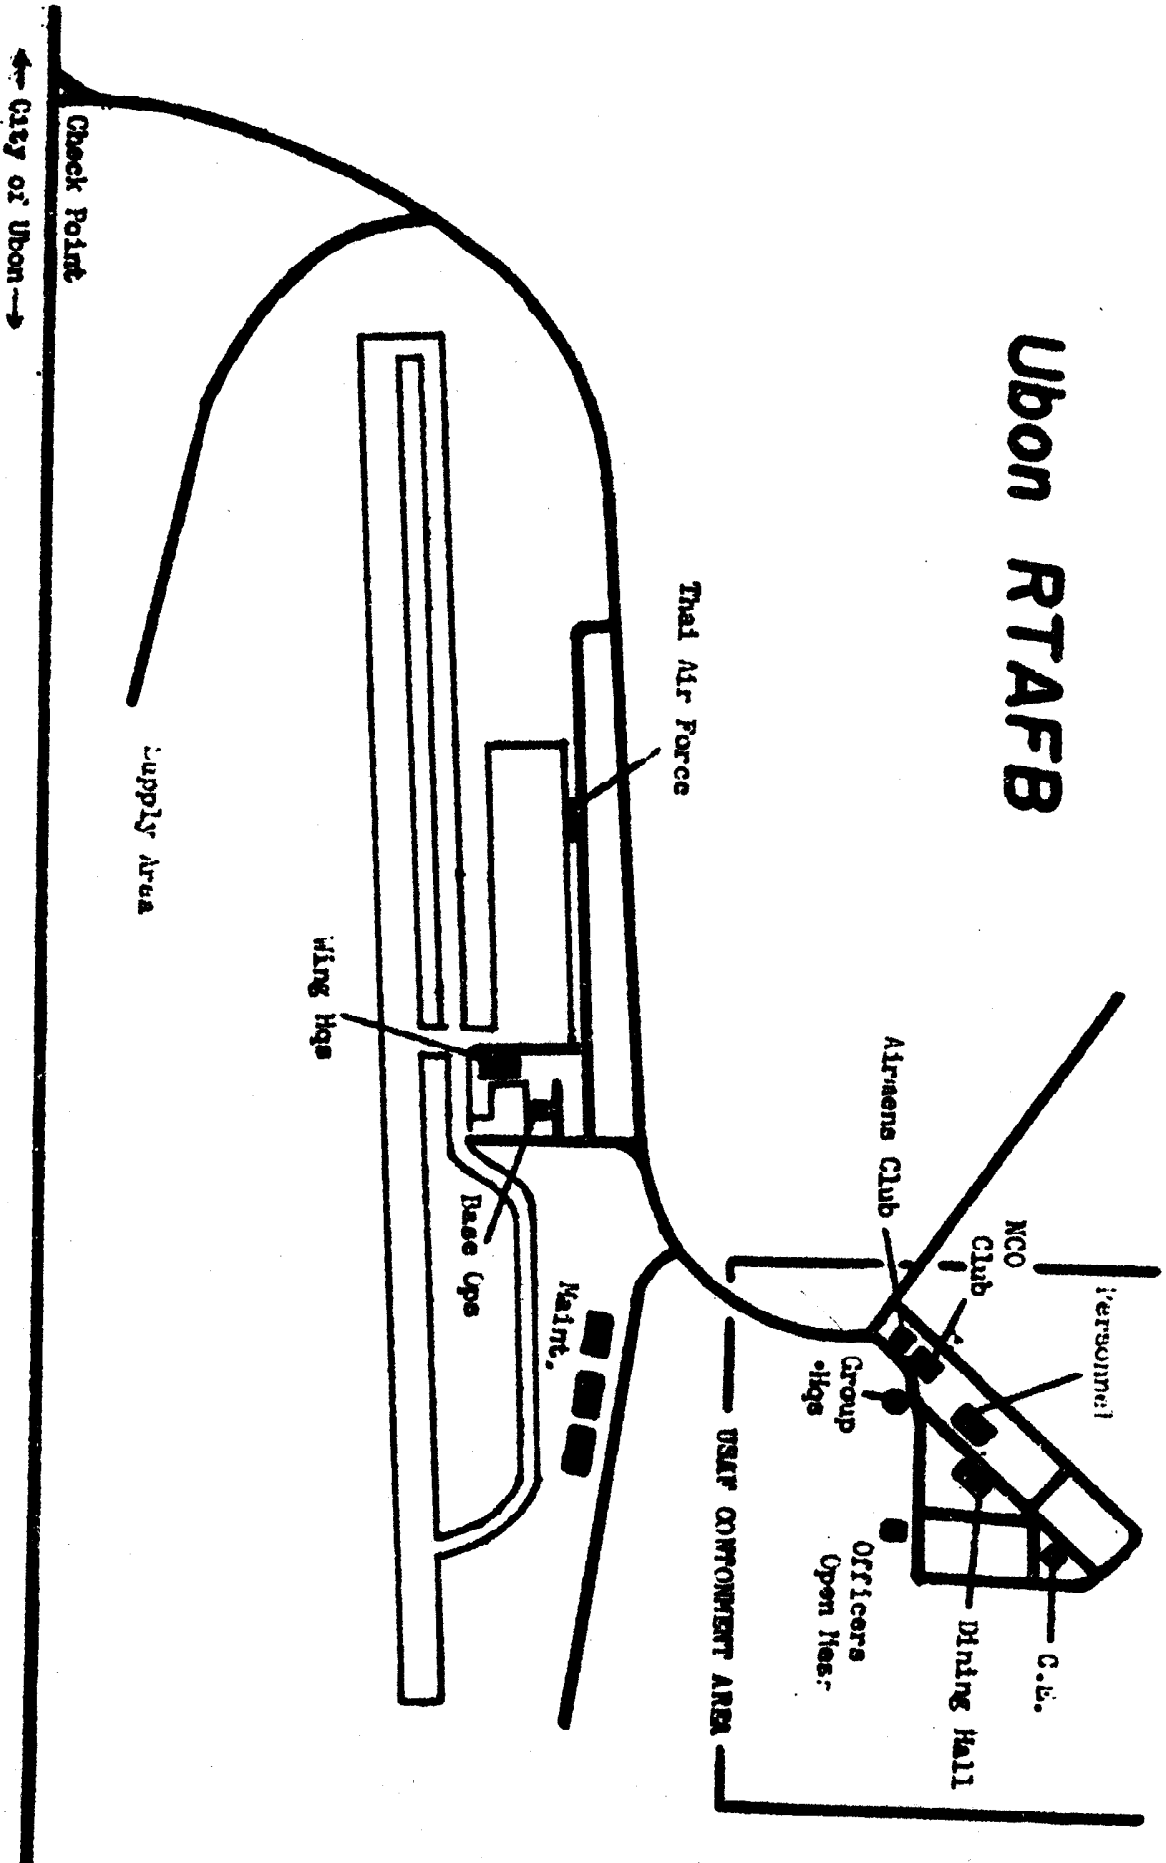 Ubon RTAFB
NCO
Club
Personnel
Airmens Club
Thai Air Force
Group
Hqs
C.E.
Dining Hall
Officers
Open Mess
USAF CONTONMENT AREA
Maint.
Base Ops
Wing Hqs
Supply Area
Check Point
← City of Ubon →